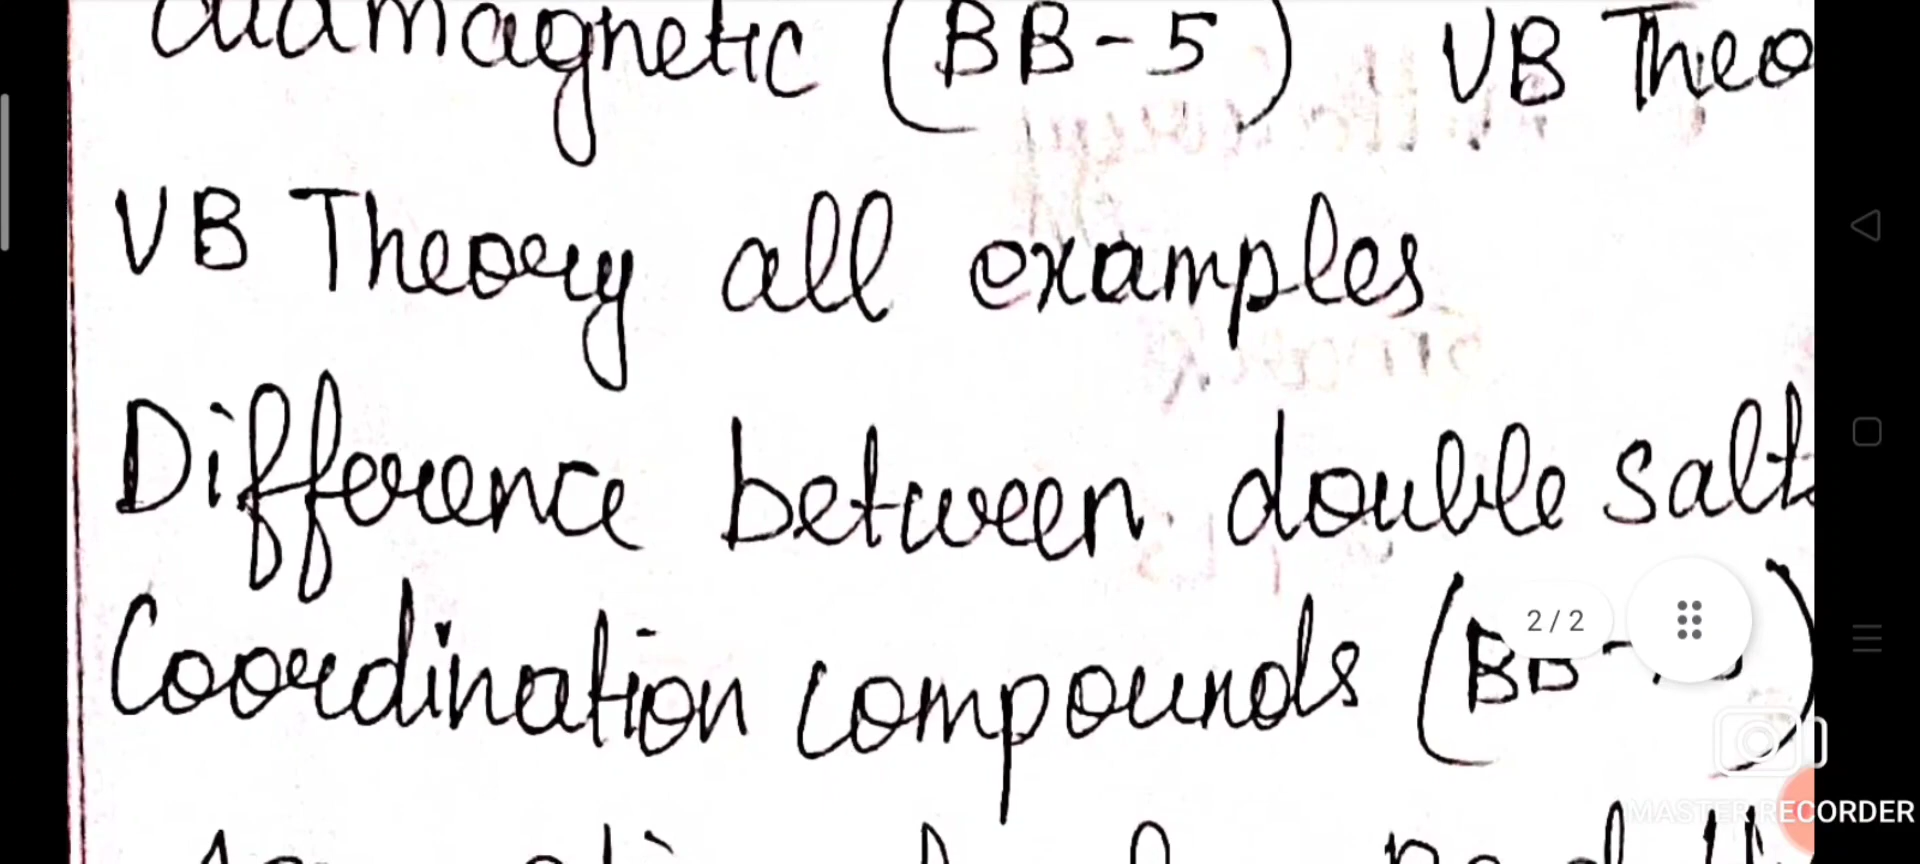 diamagnetic (BB-5) VB Theo
VB Theory all examples
Difference between double salt
Coordination compounds (BB-
2/2
MASTER RECORDER